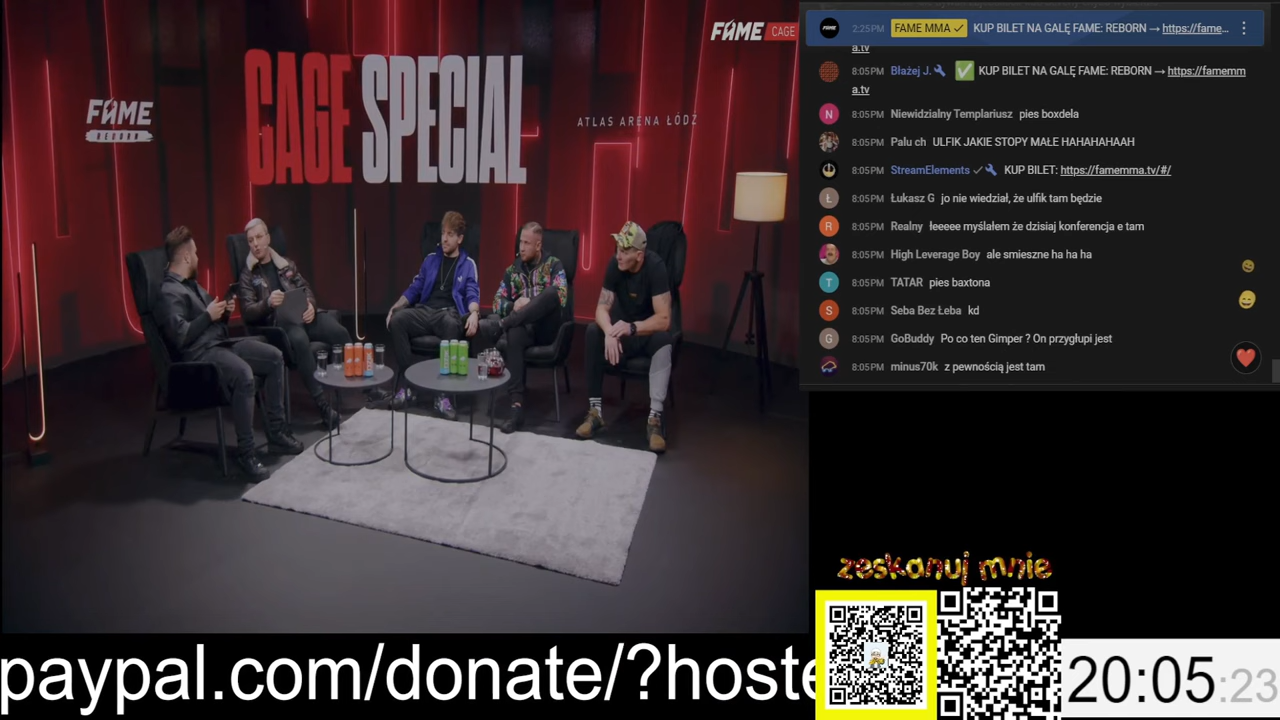 FAME CAGE
CAGE SPECIAL
FAME
REBORN
ATLAS ARENA ŁÓDŹ
2:25PM FAME MMA KUP BILET NA GALĘ FAME: REBORN → https://fame...
a.tv
8:05PM Błażej J. KUP BILET NA GALĘ FAME: REBORN → https://famemm
a.tv
N 8:05PM Niewidzialny Templariusz pies boxdela
8:05PM Palu ch ULFIK JAKIE STOPY MAŁE HAHAHAHAAH
8:05PM StreamElements KUP BILET: https://famemma.tv/#/
Ł 8:05PM Łukasz G jo nie wiedział, że ulfik tam będzie
R 8:05PM Realny łeeeee myślałem że dzisiaj konferencja e tam
8:05PM High Leverage Boy ale smieszne ha ha ha
T 8:05PM TATAR pies baxtona
S 8:05PM Seba Bez Łeba kd
G 8:05PM GoBuddy Po co ten Gimper ? On przygłupi jest
8:05PM minus70k z pewnością jest tam
zeskanuj mnie
paypal.com/donate/?hoste
20:05:23